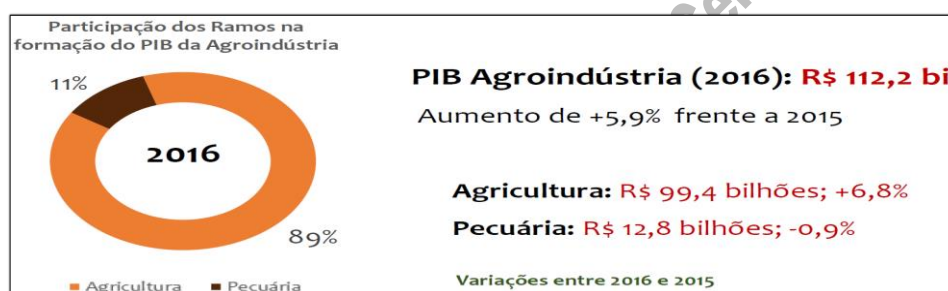 Participação dos Ramos na
formação do PIB da Agroindústria
11%
2016
89%
Agricultura Pecuária
PIB Agroindústria (2016): R$ 112,2 bi
Aumento de +5,9% frente a 2015
Agricultura: R$ 99,4 bilhões; +6,8%
Pecuária: R$ 12,8 bilhões; -0,9%
Variações entre 2016 e 2015